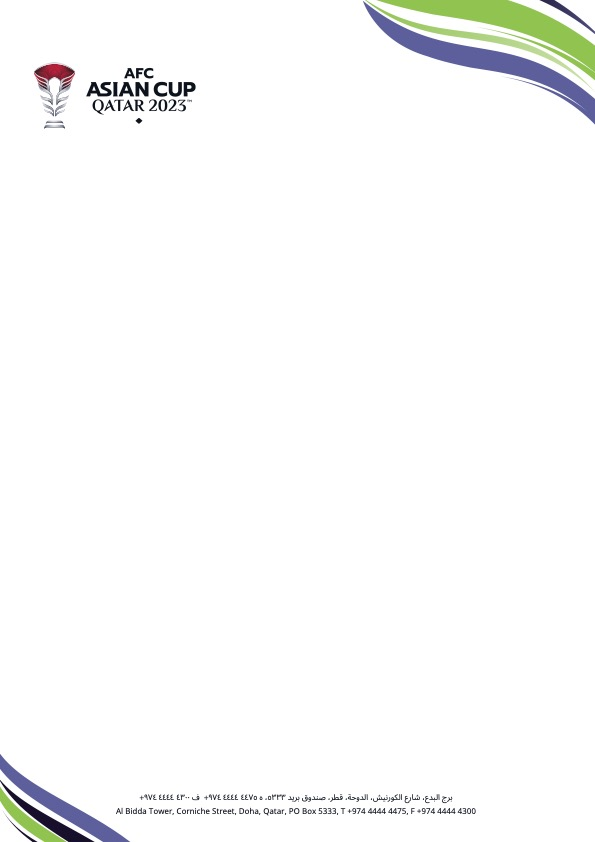 AFC
ASIAN CUP
QATAR 2023™
برج البدع، شارع الكورنيش، الدوحة، قطر، صندوق بريد ٥٣٣٣، ه ٤٤٧٥ ٤٤٤٤ ٩٧٤+ ف ٤٣٠٠ ٤٤٤٤ ٩٧٤+
Al Bidda Tower, Corniche Street, Doha, Qatar, PO Box 5333, T +974 4444 4475, F +974 4444 4300